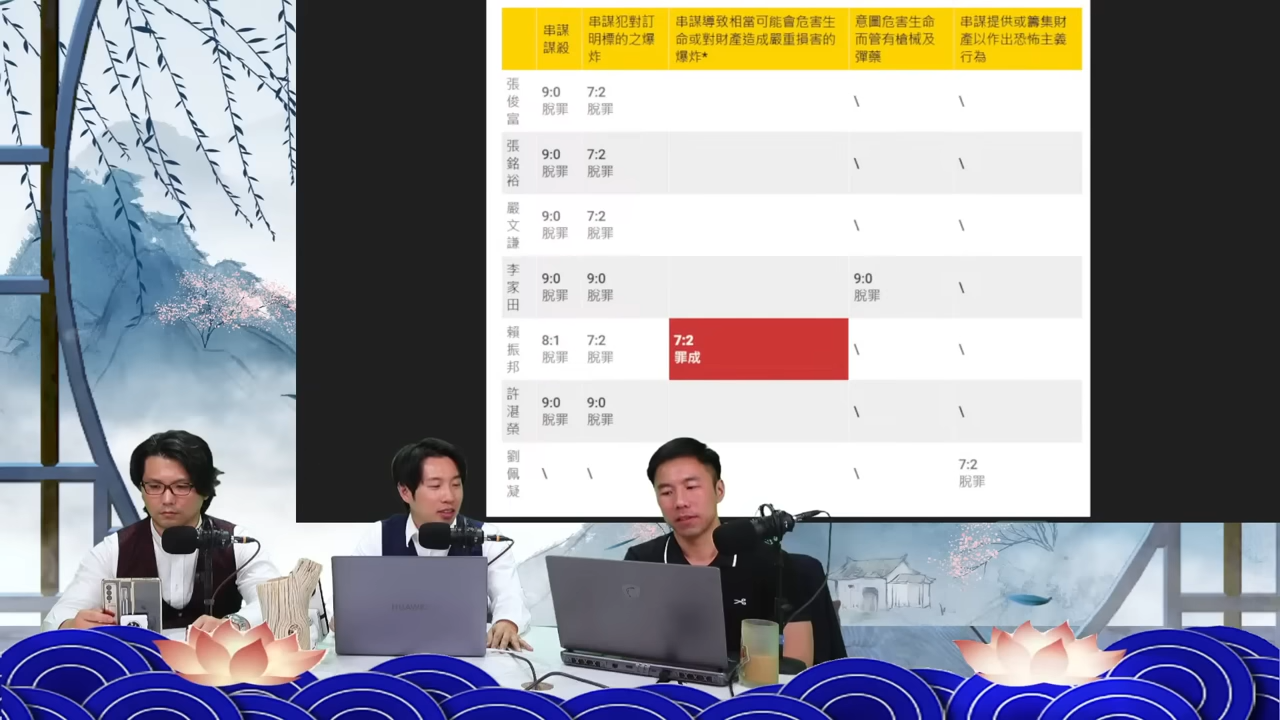 串謀
謀殺
串謀犯對訂
明標的之爆
炸
串謀導致相當可能會危害生
命或對財產造成嚴重損害的
爆炸*
意圖危害生命
而管有槍械及
彈藥
串謀提供或籌集財
產以作出恐怖主義
行為
張
俊
富
9:0
脫罪
7:2
脫罪
\
\
張
銘
裕
9:0
脫罪
7:2
脫罪
\
\
嚴
文
謙
9:0
脫罪
7:2
脫罪
\
\
李
家
田
9:0
脫罪
9:0
脫罪
9:0
脫罪
\
賴
振
邦
8:1
脫罪
7:2
脫罪
7:2
罪成
\
\
許
湛
榮
9:0
脫罪
9:0
脫罪
\
\
劉
佩
凝
\
\
\
7:2
脫罪